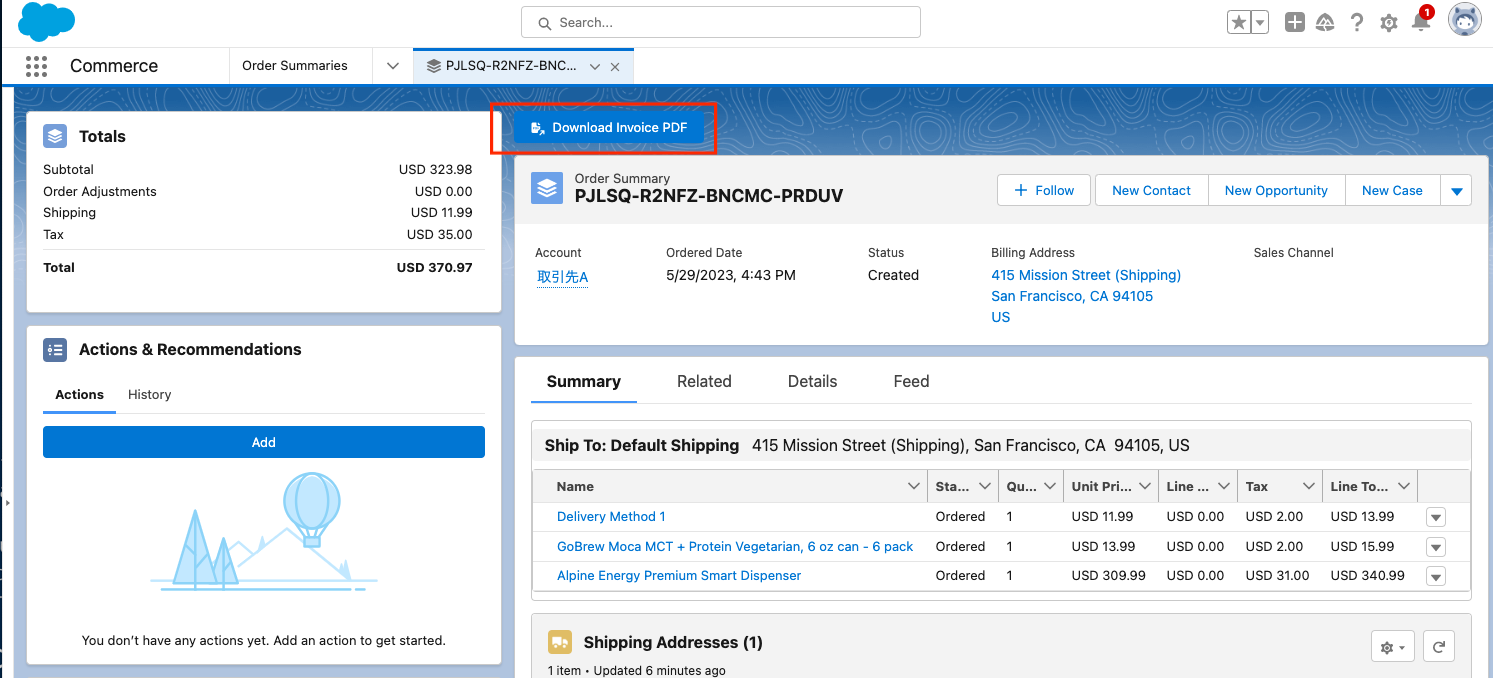 Search...
1
Commerce
Order Summaries
PJLSQ-R2NFZ-BNC...
Totals
Subtotal USD 323.98
Order Adjustments USD 0.00
Shipping USD 11.99
Tax USD 35.00
Total USD 370.97
Actions & Recommendations
Actions History
Add
You don't have any actions yet. Add an action to get started.
Download Invoice PDF
Order Summary
PJLSQ-R2NFZ-BNCMC-PRDUV
Follow New Contact New Opportunity New Case
Account Ordered Date Status Billing Address Sales Channel
取引先A 5/29/2023, 4:43 PM Created 415 Mission Street (Shipping)
San Francisco, CA 94105
US
Summary Related Details Feed
Ship To: Default Shipping 415 Mission Street (Shipping), San Francisco, CA 94105, US
Name Sta... Qu... Unit Pri... Line ... Tax Line To...
Delivery Method 1 Ordered 1 USD 11.99 USD 0.00 USD 2.00 USD 13.99
GoBrew Moca MCT + Protein Vegetarian, 6 oz can - 6 pack Ordered 1 USD 13.99 USD 0.00 USD 2.00 USD 15.99
Alpine Energy Premium Smart Dispenser Ordered 1 USD 309.99 USD 0.00 USD 31.00 USD 340.99
Shipping Addresses (1)
1 item • Updated 6 minutes ago